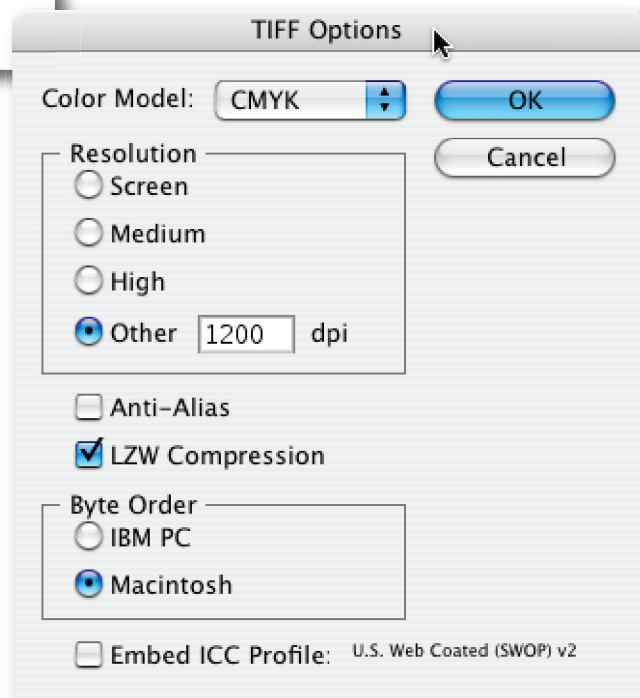 TIFF Options
Color Model: CMYK OK
Cancel
Resolution
Screen
Medium
High
Other 1200 dpi
Anti-Alias
LZW Compression
Byte Order
IBM PC
Macintosh
Embed ICC Profile: U.S. Web Coated (SWOP) v2